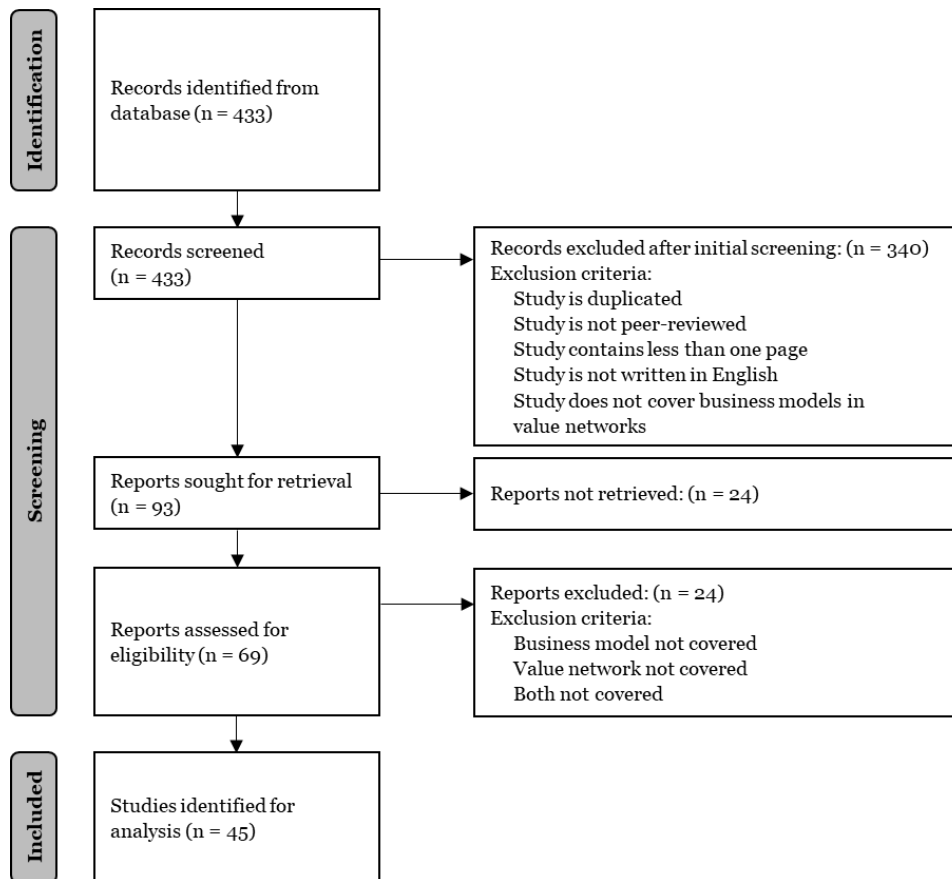 Identification
Records identified from
database (n = 433)
Screening
Records screened
(n = 433)
Records excluded after initial screening: (n = 340)
Exclusion criteria:
Study is duplicated
Study is not peer-reviewed
Study contains less than one page
Study is not written in English
Study does not cover business models in
value networks
Reports sought for retrieval
(n = 93)
Reports not retrieved: (n = 24)
Reports assessed for
eligibility (n = 69)
Reports excluded: (n = 24)
Exclusion criteria:
Business model not covered
Value network not covered
Both not covered
Included
Studies identified for
analysis (n = 45)